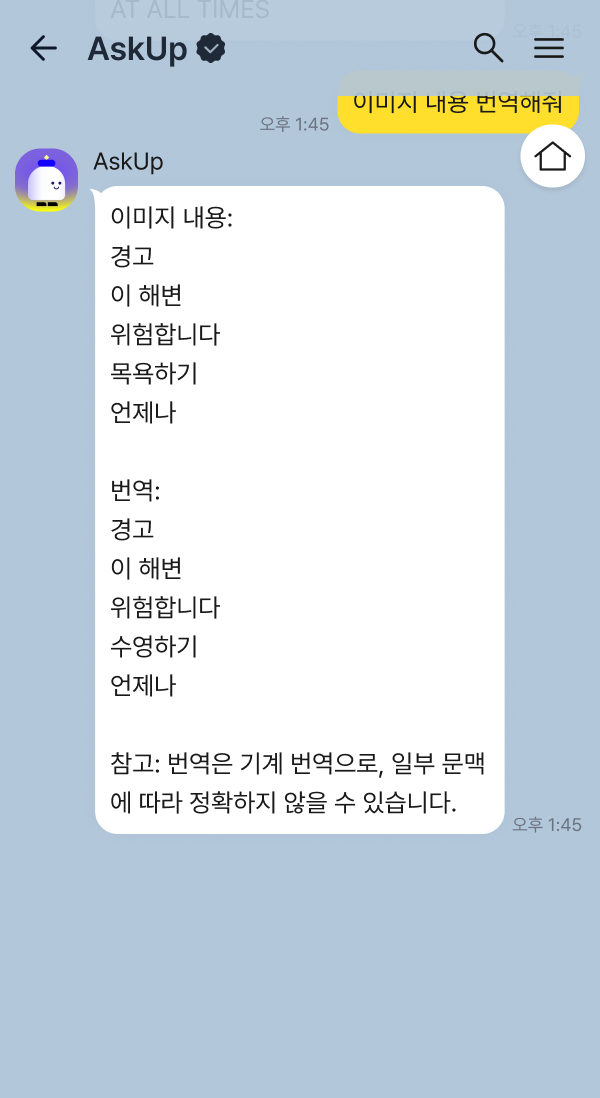 AT ALL TIMES
오후 1:45
AskUp
이미지 내용 번역해줘
오후 1:45
AskUp
이미지 내용:
경고
이 해변
위험합니다
목욕하기
언제나
번역:
경고
이 해변
위험합니다
수영하기
언제나
참고: 번역은 기계 번역으로, 일부 문맥
에 따라 정확하지 않을 수 있습니다.
오후 1:45